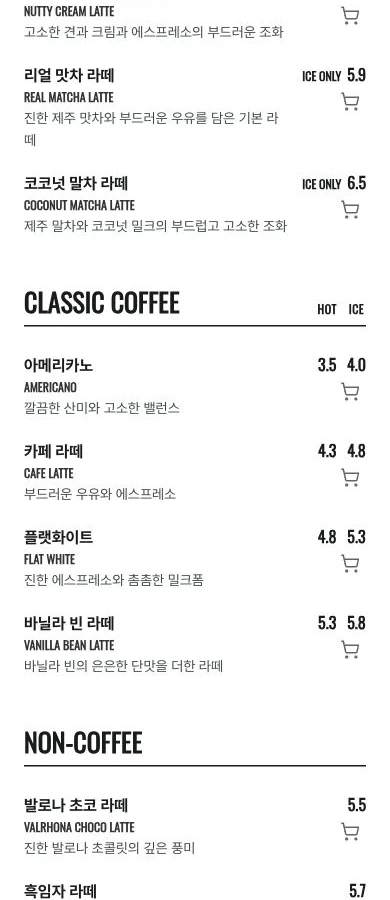 NUTTY CREAM LATTE
고소한 견과 크림과 에스프레소의 부드러운 조화
리얼 맛차 라떼 ICE ONLY 5.9
REAL MATCHA LATTE
진한 제주 맛차와 부드러운 우유를 담은 기본 라
떼
코코넛 말차 라떼 ICE ONLY 6.5
COCONUT MATCHA LATTE
제주 말차와 코코넛 밀크의 부드럽고 고소한 조화
CLASSIC COFFEE HOT ICE
아메리카노 3.5 4.0
AMERICANO
깔끔한 산미와 고소한 밸런스
카페 라떼 4.3 4.8
CAFE LATTE
부드러운 우유와 에스프레소
플랫화이트 4.8 5.3
FLAT WHITE
진한 에스프레소와 촘촘한 밀크폼
바닐라 빈 라떼 5.3 5.8
VANILLA BEAN LATTE
바닐라 빈의 은은한 단맛을 더한 라떼
NON-COFFEE
발로나 초코 라떼 5.5
VALRHONA CHOCO LATTE
진한 발로나 초콜릿의 깊은 풍미
흑임자 라떼 5.7